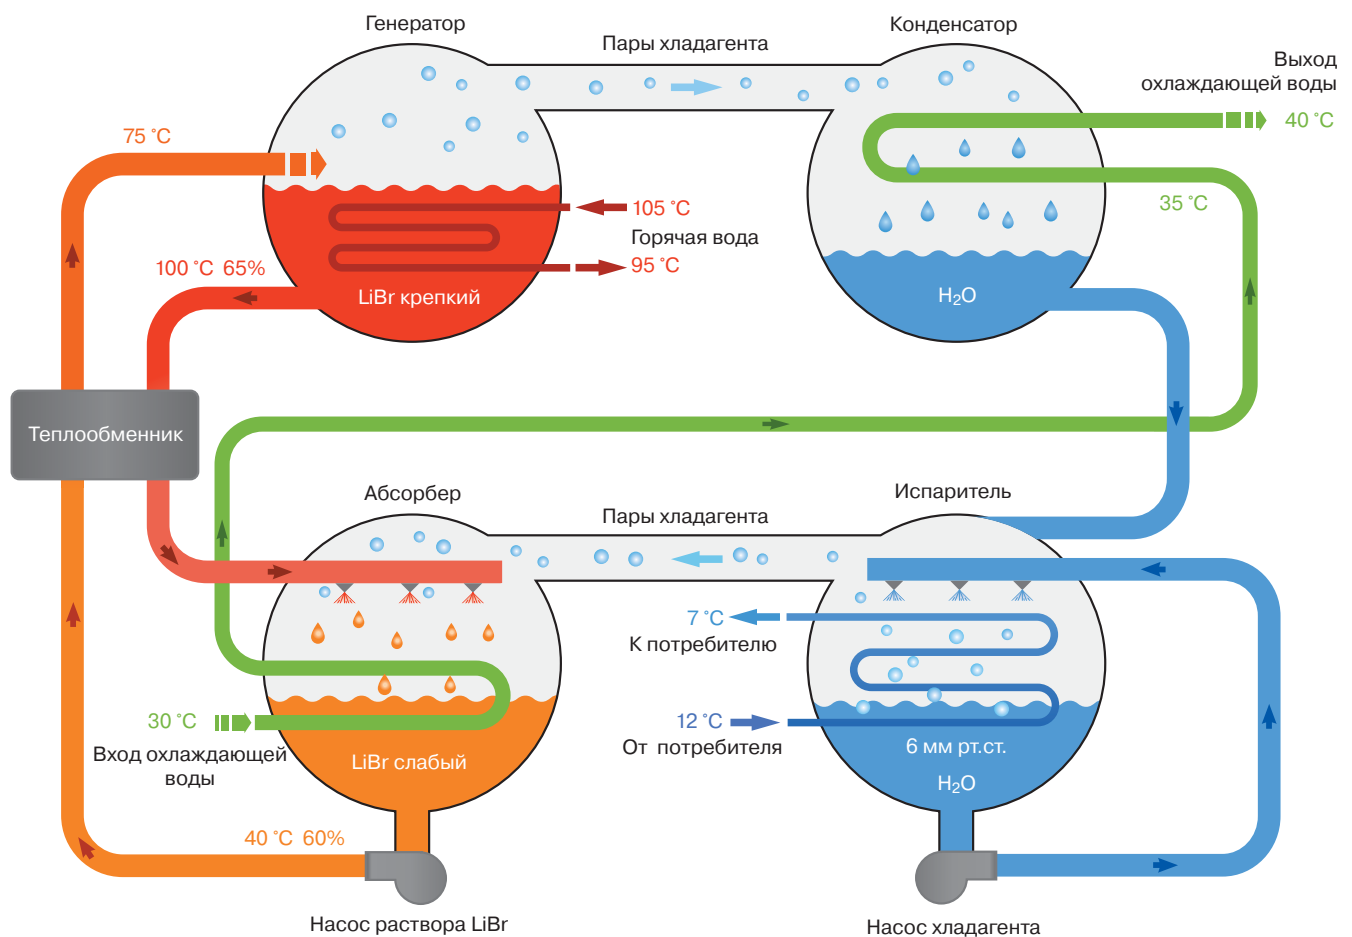 Генератор
Конденсатор
Пары хладагента
Выход
охлаждающей воды
40 °C
75 °C
105 °C
Горячая вода
95 °C
35 °C
100 °C 65%
LiBr крепкий
H₂O
Теплообменник
Абсорбер
Испаритель
Пары хладагента
7 °C
К потребителю
30 °C
Вход охлаждающей
воды
12 °C
От потребителя
6 мм рт.ст.
LiBr слабый
H₂O
40 °C 60%
Насос раствора LiBr
Насос хладагента